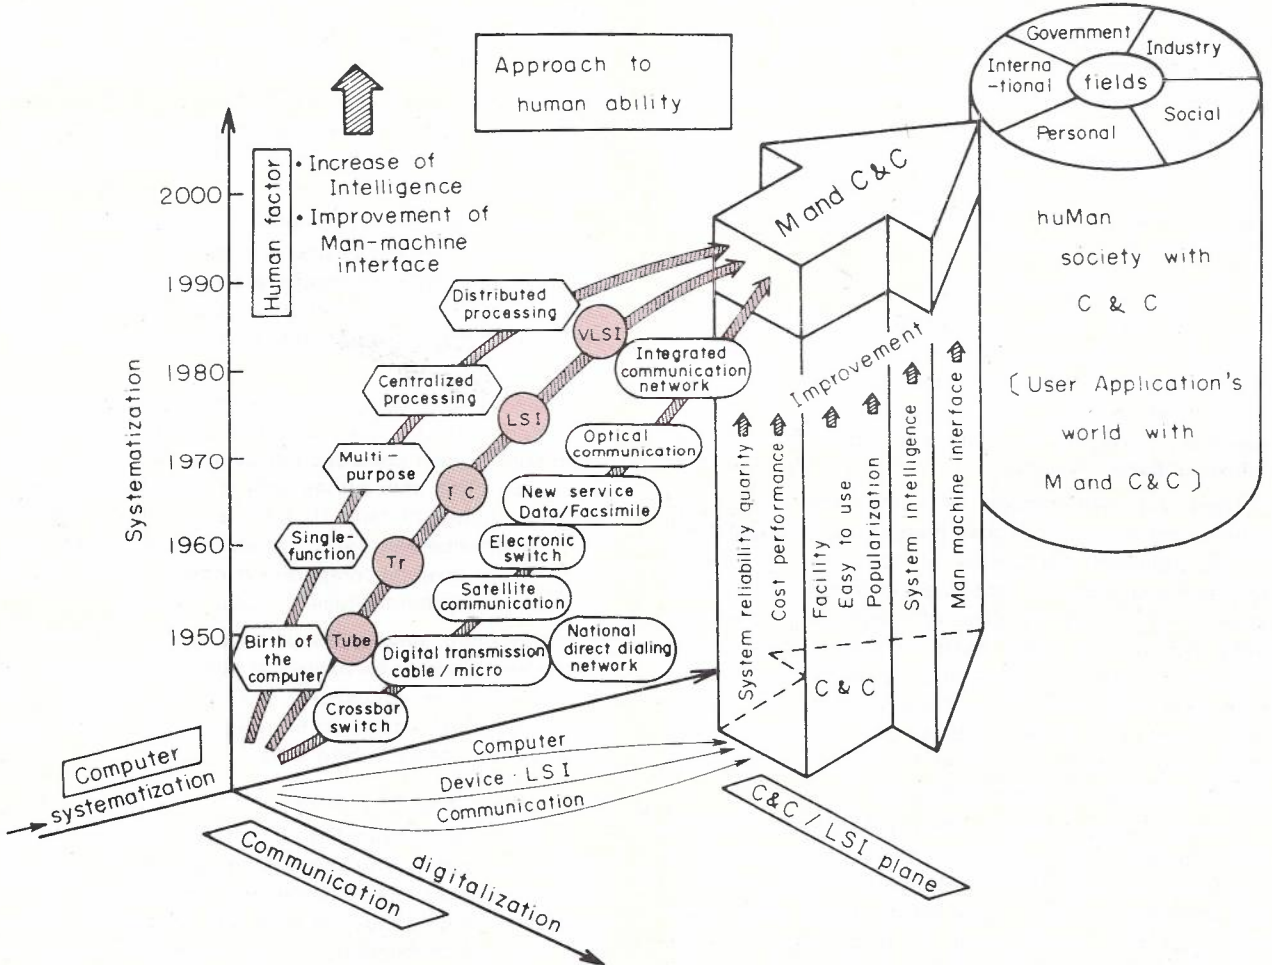 Approach to
human ability
Human factor
• Increase of
Intelligence
• Improvement of
Man-machine
interface
Systematization
2000
1990
1980
1970
1960
1950
Distributed
processing
Centralized
processing
Multi-
purpose
Single-
function
Birth of
the
computer
VLSI
LSI
IC
Tr
Tube
Integrated
communication
network
Optical
communication
New service
Data/Facsimile
Electronic
switch
Satellite
communication
National
direct dialing
network
Digital transmission
cable / micro
Crossbar
switch
Computer
systematization
Communication
digitalization
Computer
Device · LSI
Communication
C&C / LSI plane
M and C & C
Improvement
System reliability quarity
Cost performance
Facility
Easy to use
Popularization
System intelligence
Man machine interface
C & C
fields
Government
Industry
Social
Personal
Interna
-tional
huMan
society with
C & C
[ User Application's
world with
M and C&C ]